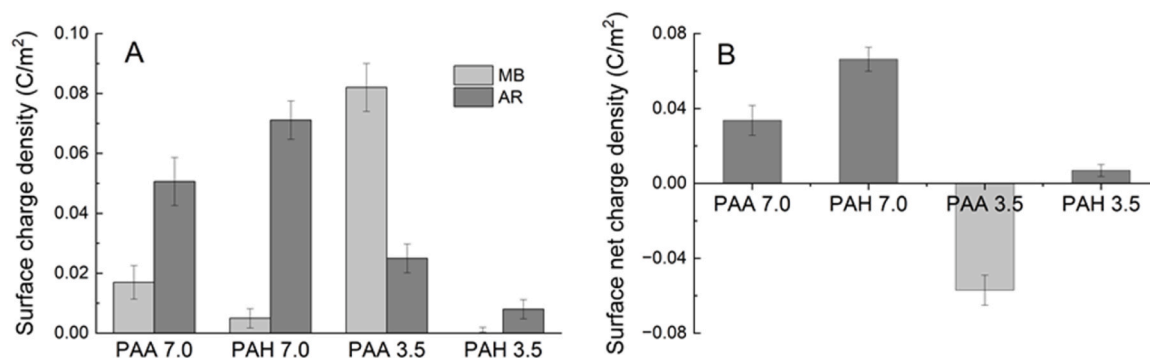 A
MB
AR
Surface charge density (C/m²)
0.10
0.08
0.06
0.04
0.02
0.00
PAA 7.0 PAH 7.0 PAA 3.5 PAH 3.5
B
Surface net charge density (C/m²)
0.08
0.04
0.00
−0.04
−0.08
PAA 7.0 PAH 7.0 PAA 3.5 PAH 3.5